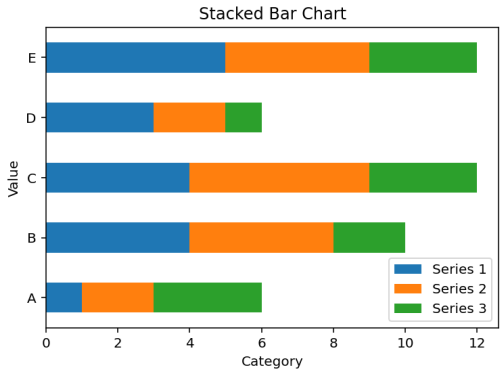 Stacked Bar Chart
Value
E
D
C
B
A
Series 1
Series 2
Series 3
0 2 4 6 8 10 12
Category